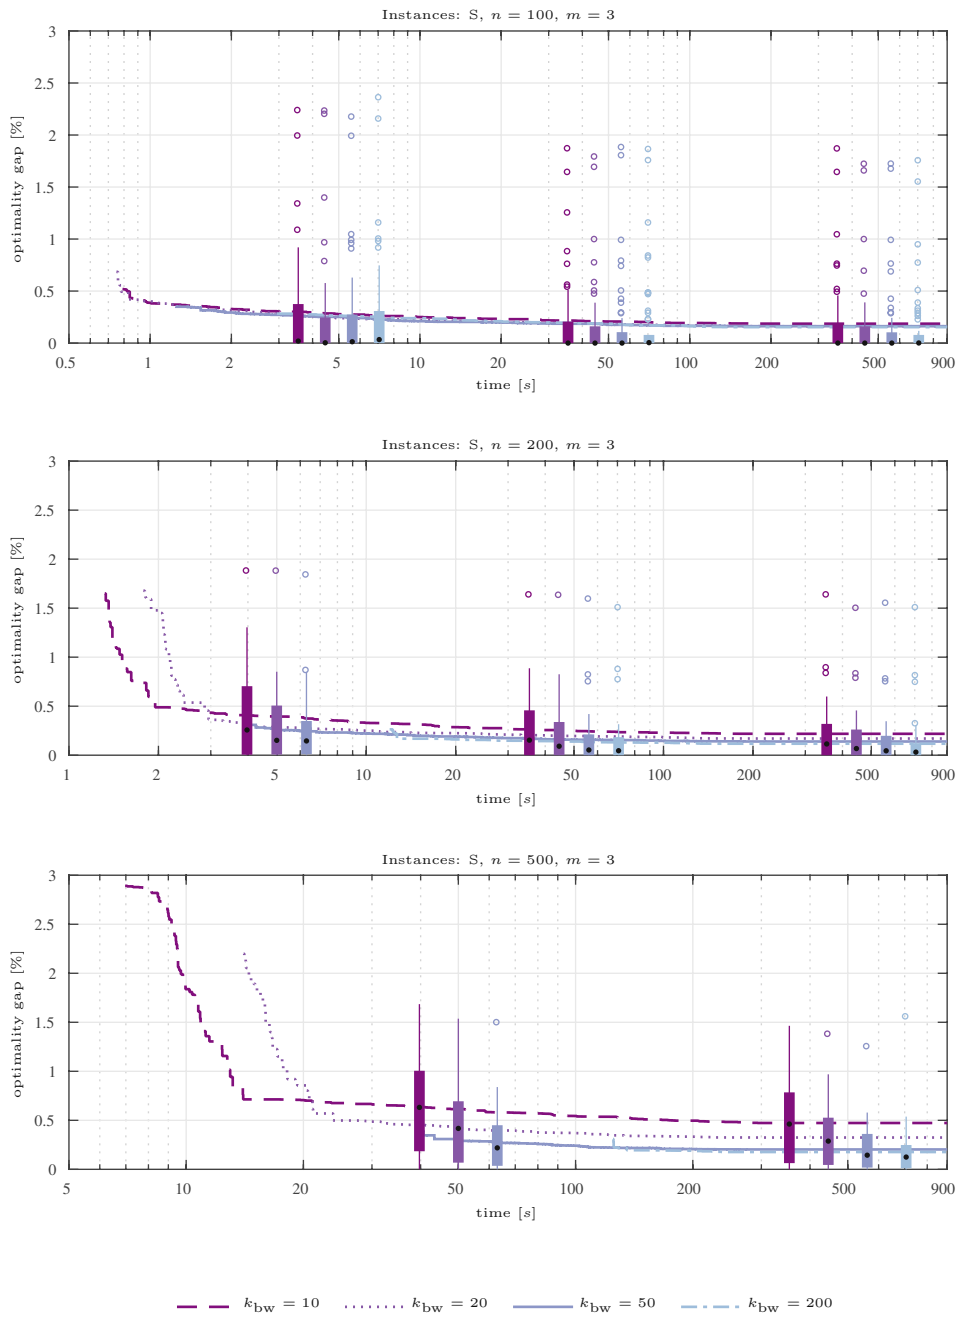 Instances: S, n = 100, m = 3
3
2.5
2
1.5
1
0.5
0
optimality gap [%]
0.5 1 2 5 10 20 50 100 200 500 900
time [s]
Instances: S, n = 200, m = 3
3
2.5
2
1.5
1
0.5
0
optimality gap [%]
1 2 5 10 20 50 100 200 500 900
time [s]
Instances: S, n = 500, m = 3
3
2.5
2
1.5
1
0.5
0
optimality gap [%]
5 10 20 50 100 200 500 900
time [s]
k_bw = 10 k_bw = 20 k_bw = 50 k_bw = 200